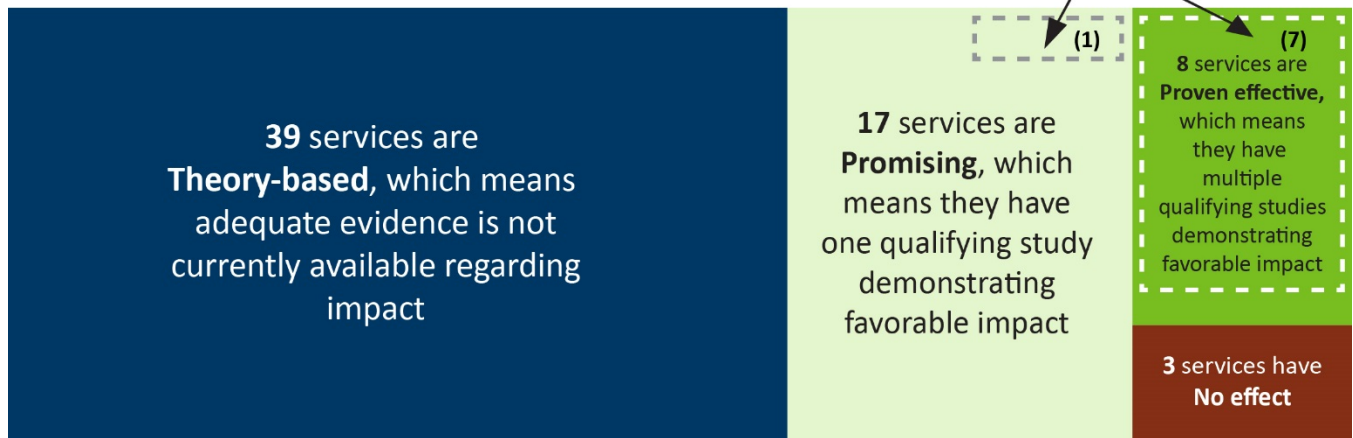 39 services are
Theory-based, which means
adequate evidence is not
currently available regarding
impact
(1)
17 services are
Promising, which
means they have
one qualifying study
demonstrating
favorable impact
(7)
8 services are
Proven effective,
which means
they have
multiple
qualifying studies
demonstrating
favorable impact
3 services have
No effect